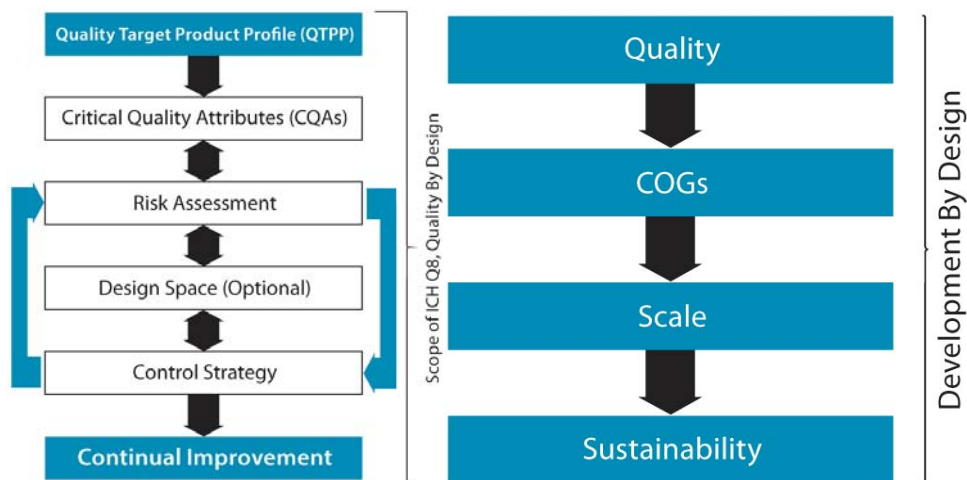 Quality Target Product Profile (QTPP)
Critical Quality Attributes (CQAs)
Risk Assessment
Design Space (Optional)
Control Strategy
Continual Improvement
Scope of ICH Q8, Quality By Design
Quality
COGs
Scale
Sustainability
Development By Design